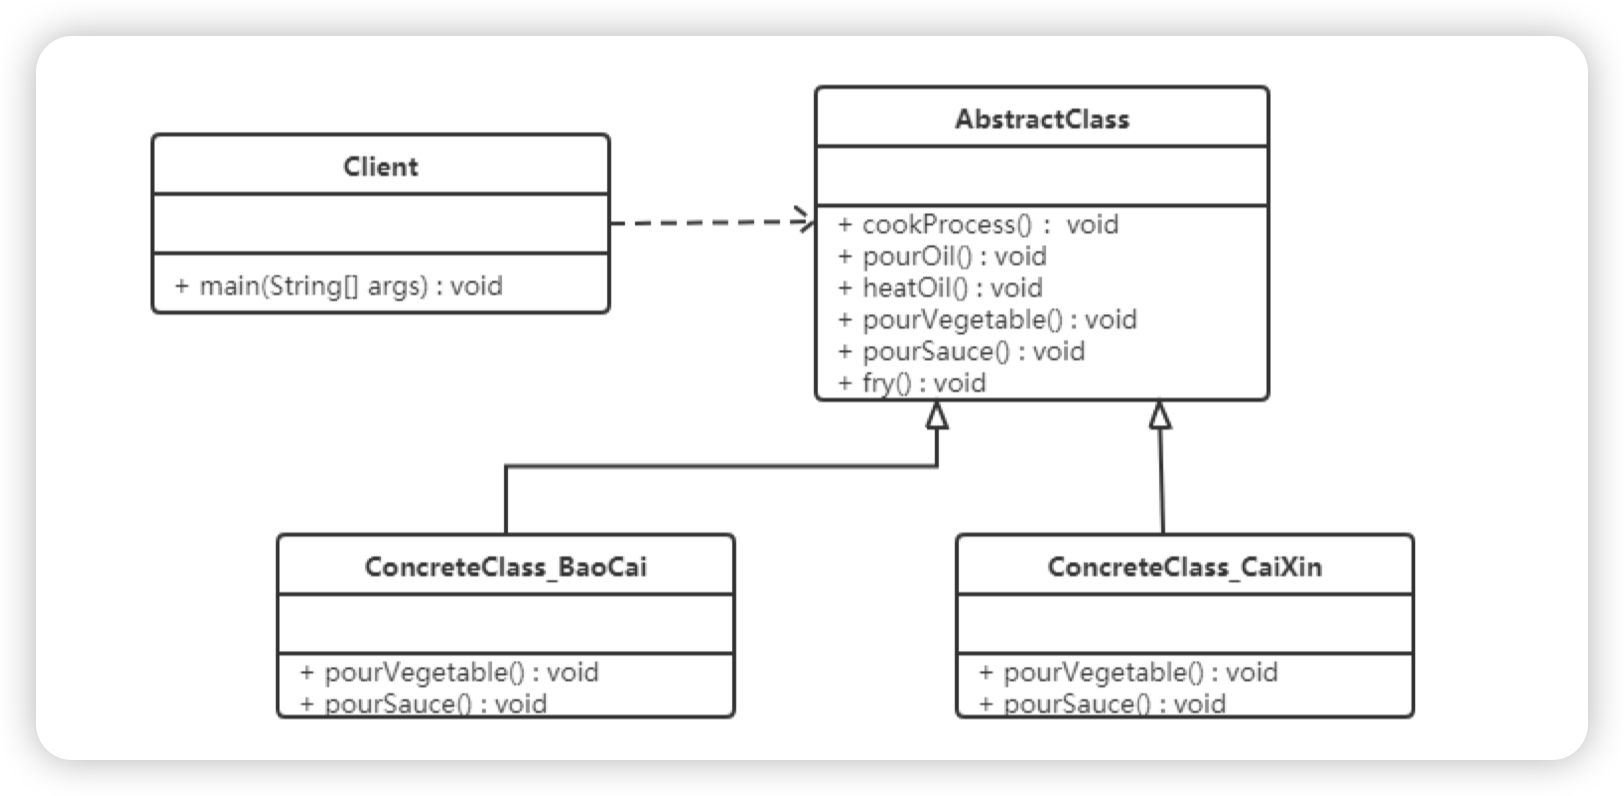 Client
+ main(String[] args) : void
AbstractClass
+ cookProcess() : void
+ pourOil() : void
+ heatOil() : void
+ pourVegetable() : void
+ pourSauce() : void
+ fry() : void
ConcreteClass_BaoCai
+ pourVegetable() : void
+ pourSauce() : void
ConcreteClass_CaiXin
+ pourVegetable() : void
+ pourSauce() : void